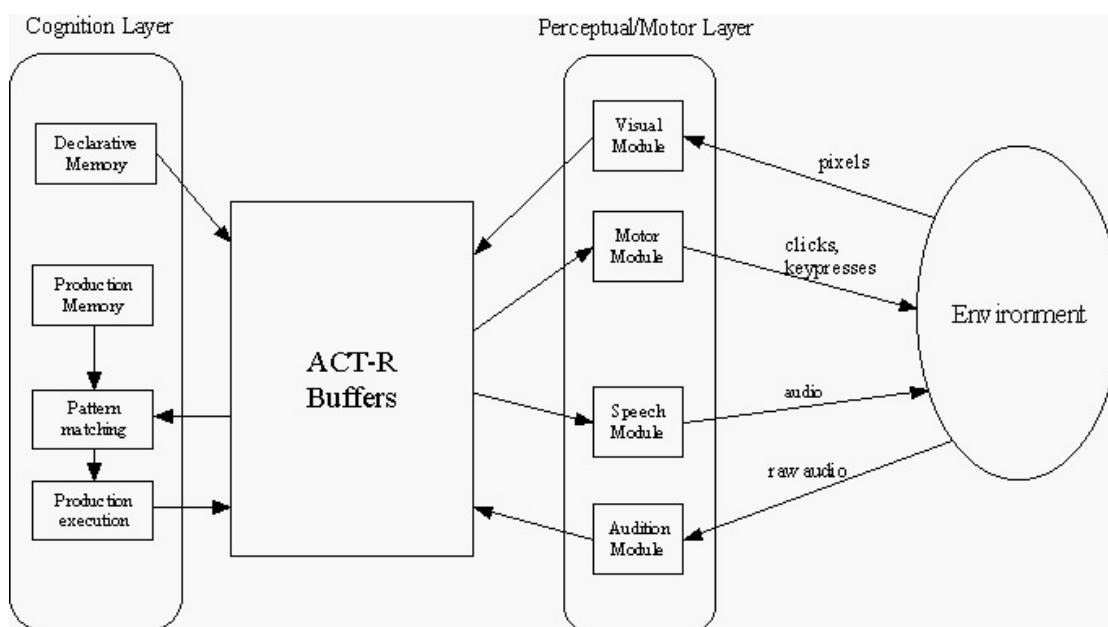 Cognition Layer
Perceptual/Motor Layer
Declarative
Memory
Production
Memory
Pattern
matching
Production
execution
ACT-R
Buffers
Visual
Module
Motor
Module
Speech
Module
Audition
Module
pixels
clicks,
keypresses
audio
raw audio
Environment